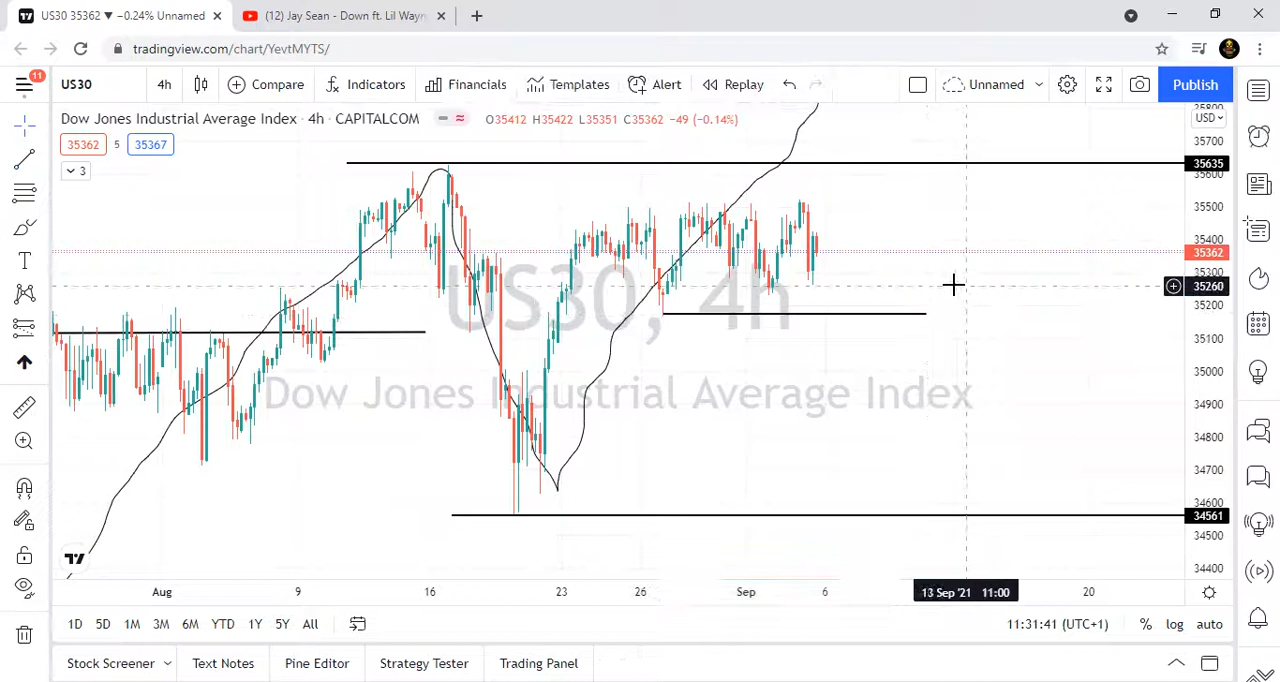 US30 35362 ▼ −0.24% Unnamed
(12) Jay Sean - Down ft. Lil Wayn
tradingview.com/chart/YevtMYTS/
11
US30 4h Compare Indicators Financials Templates Alert Replay Unnamed Publish
Dow Jones Industrial Average Index · 4h · CAPITALCOM O35412 H35422 L35351 C35362 −49 (−0.14%)
35362 5 35367
3
US30, 4h
Dow Jones Industrial Average Index
35800
USD
35700
35635
35600
35500
35400
35362
35300
35260
35200
35100
35000
34900
34800
34700
34600
34561
34500
34400
Aug 9 16 23 26 Sep 6 13 Sep '21 11:00 20
1D 5D 1M 3M 6M YTD 1Y 5Y All 11:31:41 (UTC+1) % log auto
Stock Screener Text Notes Pine Editor Strategy Tester Trading Panel